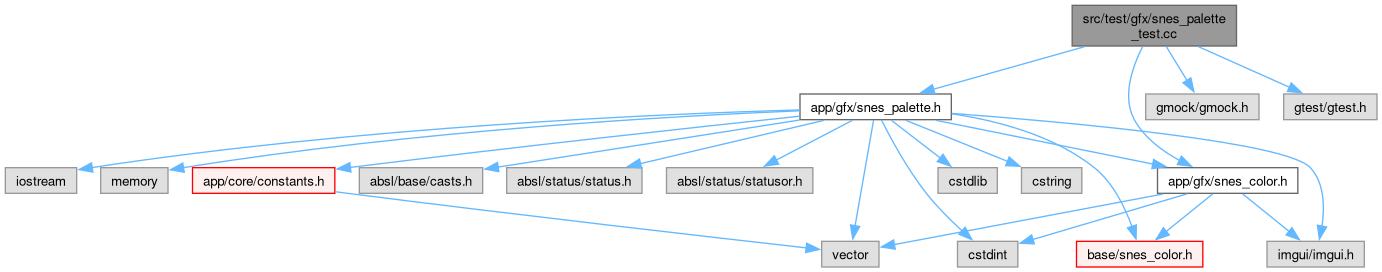 src/test/gfx/snes_palette
_test.cc
app/gfx/snes_palette.h
gmock/gmock.h
gtest/gtest.h
iostream
memory
app/core/constants.h
absl/base/casts.h
absl/status/status.h
absl/status/statusor.h
cstdlib
cstring
app/gfx/snes_color.h
vector
cstdint
base/snes_color.h
imgui/imgui.h